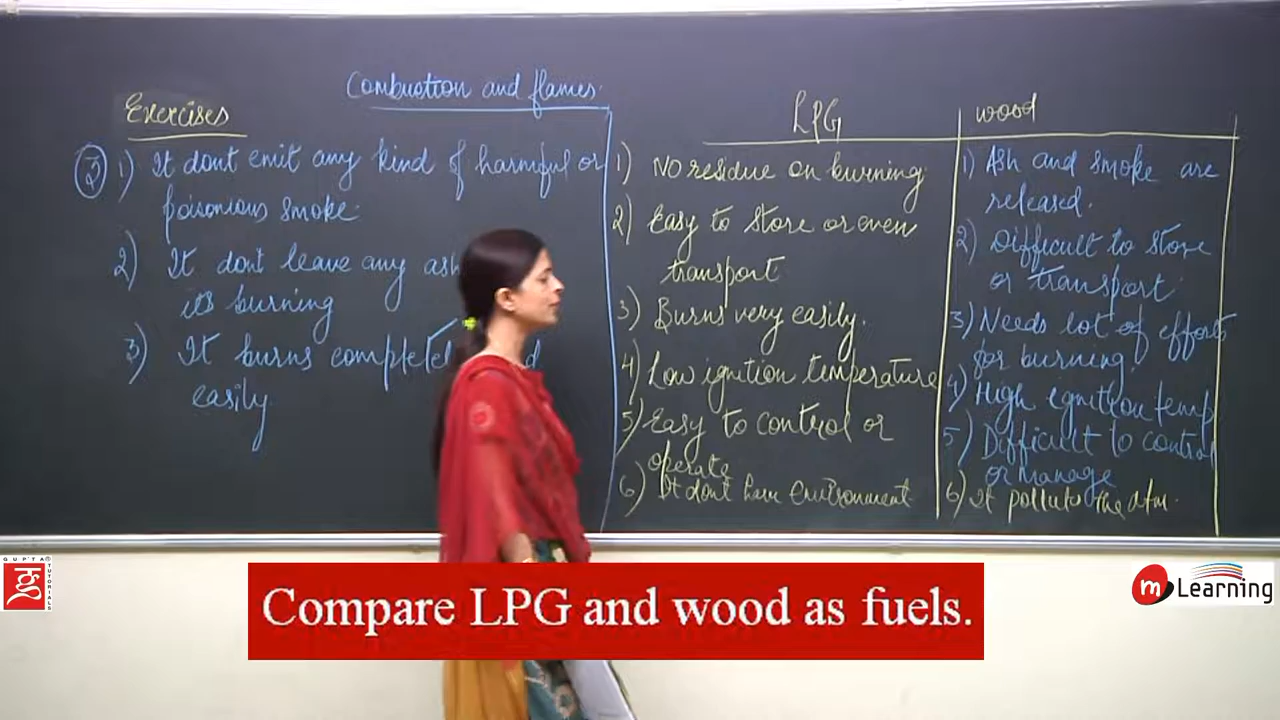 Combustion and flames.
Exercises
2) 1) It dont emit any kind of harmful or
poisonious smoke.
2) It dont leave any ash
its burning
3) It burns complete d
easily
LPG
1) No residue on burning
2) Easy to store or even
transport
3) Burns very easily.
4) Low ignition temperature
5) Easy to control or
operate
6) It dont harm environment
wood
1) Ash and smoke are
released.
2) Difficult to store
or transport.
3) Needs lot of efforts
for burning.
4) High ignition temp
5) Difficult to control
or manage
6) It pollute the atm.
GUPTA
TUTORIALS
m Learning
Compare LPG and wood as fuels.